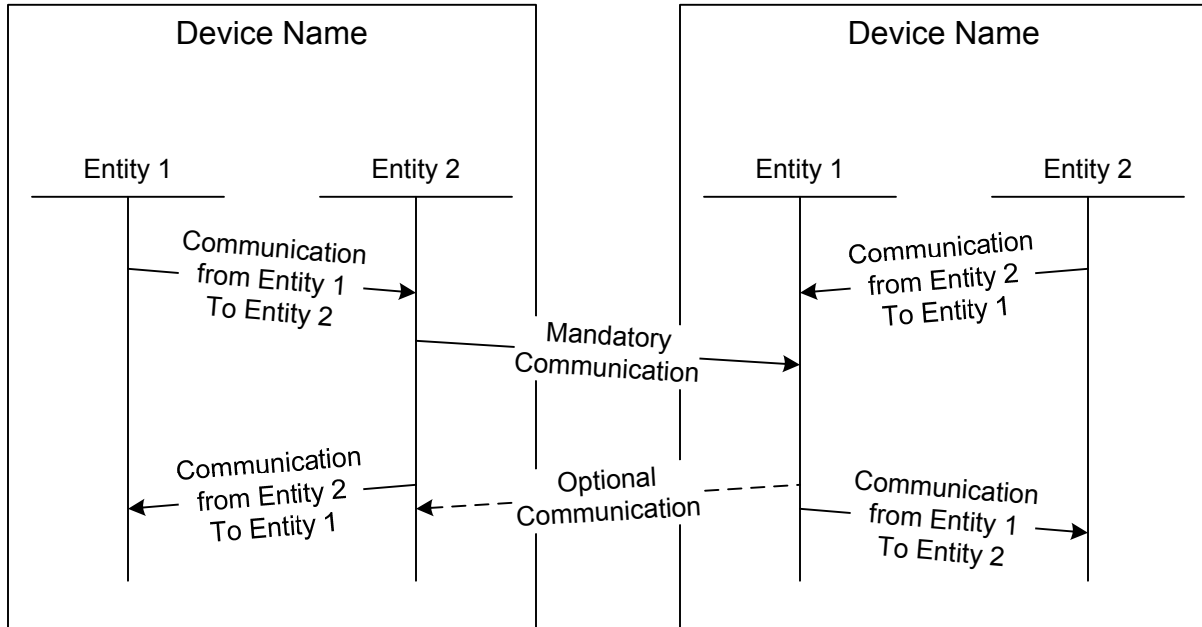 Device Name
Device Name
Entity 1
Entity 2
Entity 1
Entity 2
Communication
from Entity 1
To Entity 2
Communication
from Entity 2
To Entity 1
Mandatory
Communication
Communication
from Entity 2
To Entity 1
Optional
Communication
Communication
from Entity 1
To Entity 2